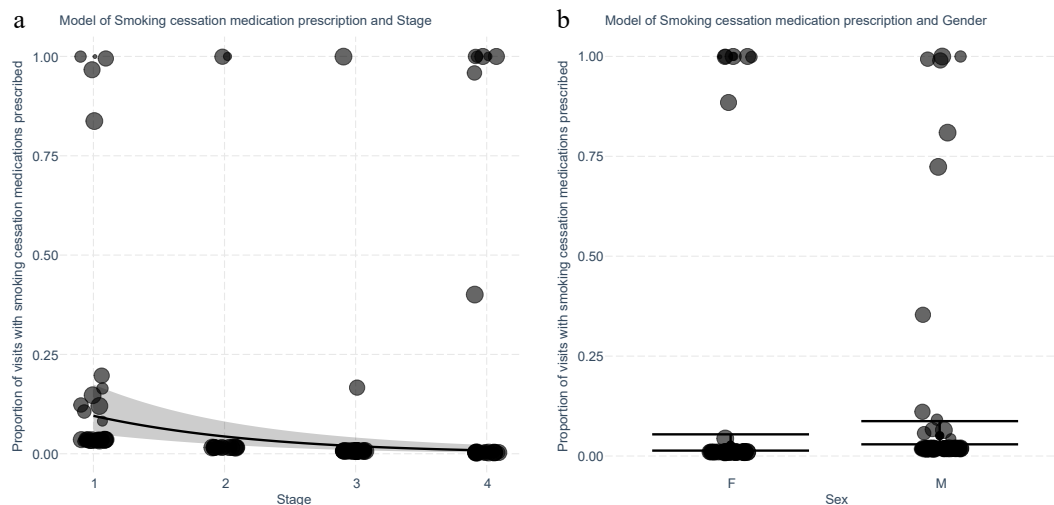 a
Model of Smoking cessation medication prescription and Stage
Proportion of visits with smoking cessation medications prescribed
1.00
0.75
0.50
0.25
0.00
1 2 3 4
Stage
b
Model of Smoking cessation medication prescription and Gender
Proportion of visits with smoking cessation medications prescribed
1.00
0.75
0.50
0.25
0.00
F M
Sex